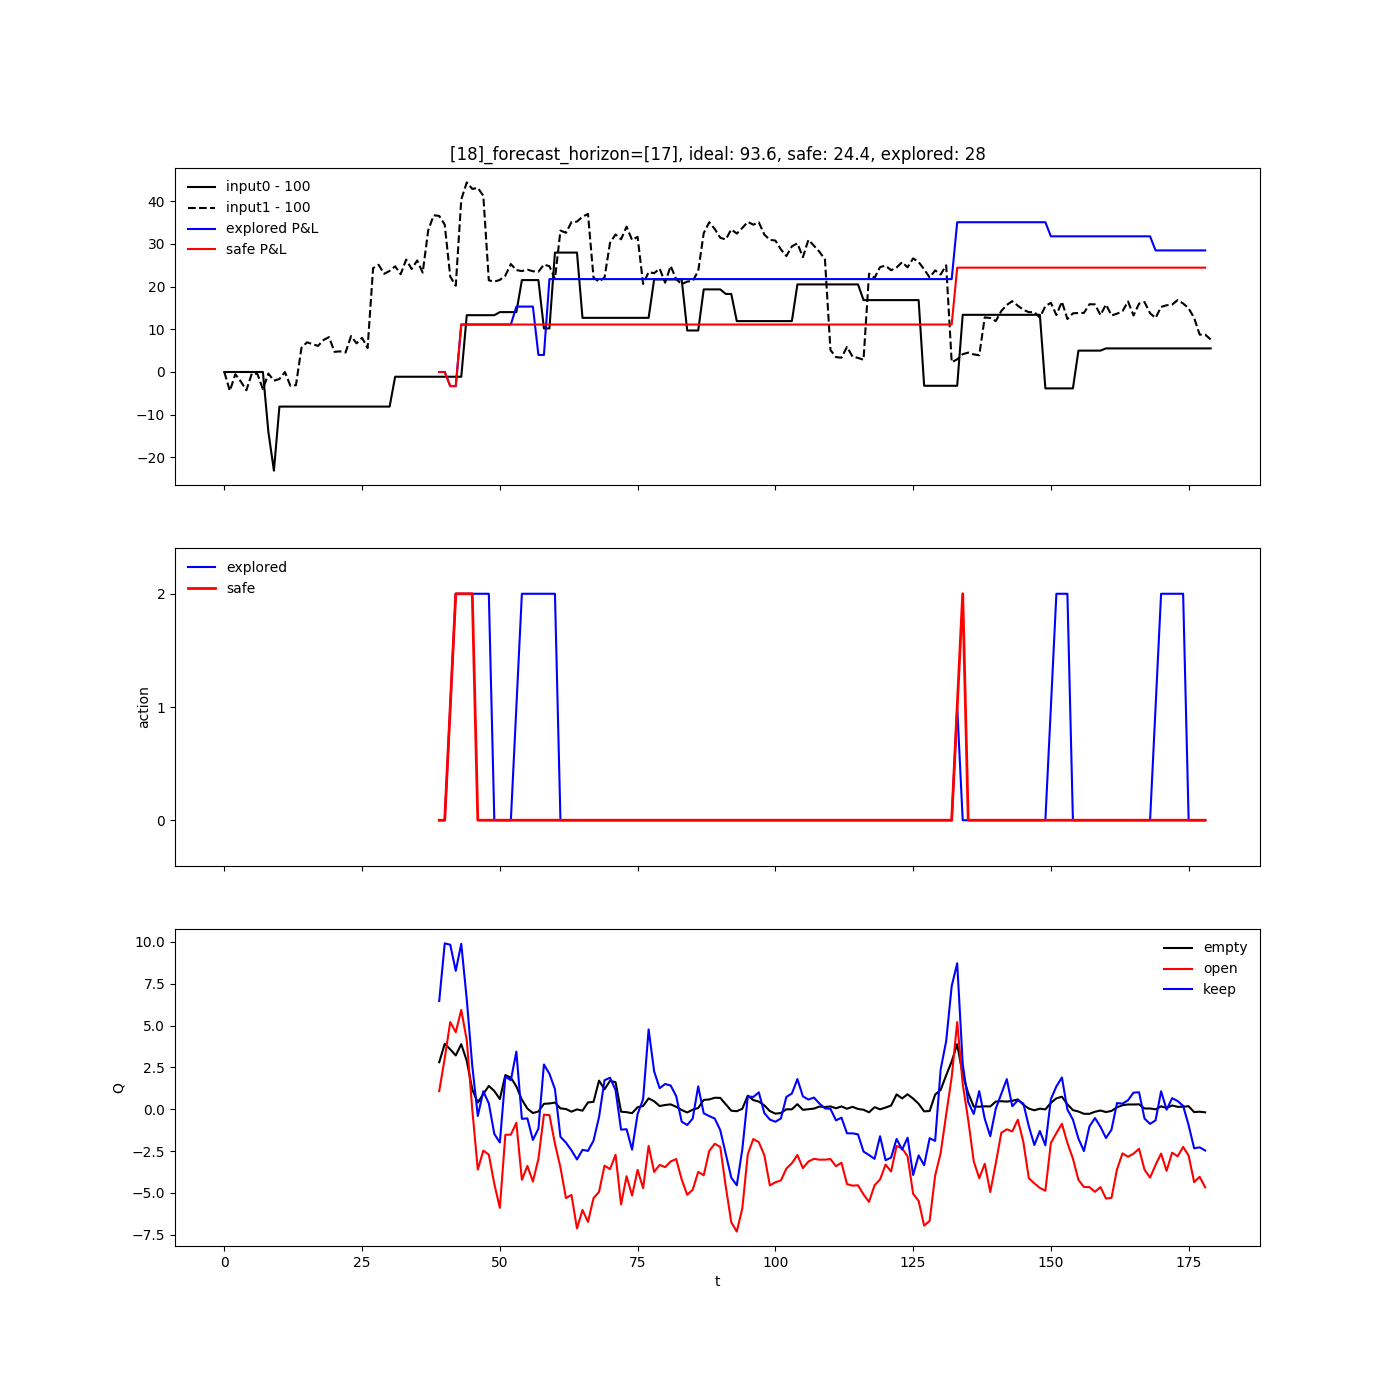 [18]_forecast_horizon=[17], ideal: 93.6, safe: 24.4, explored: 28
input0 - 100
input1 - 100
explored P&L
safe P&L
40
30
20
10
0
−10
−20
explored
safe
2
1
0
action
empty
open
keep
10.0
7.5
5.0
2.5
0.0
−2.5
−5.0
−7.5
Q
0 25 50 75 100 125 150 175
t